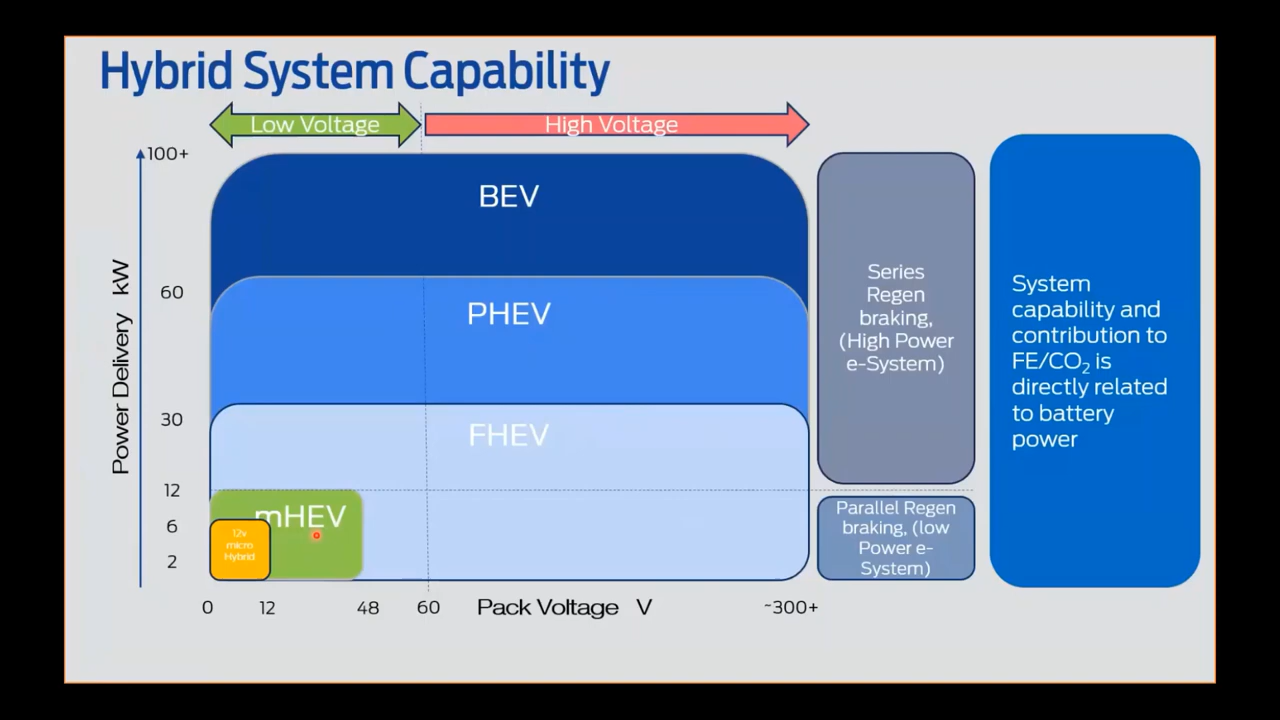 Hybrid System Capability
Low Voltage
High Voltage
100+
60
30
12
6
2
Power Delivery kW
BEV
PHEV
FHEV
mHEV
12v
micro
Hybrid
0
12
48
60
Pack Voltage V
~300+
Series
Regen
braking,
(High Power
e-System)
Parallel Regen
braking, (low
Power e-
System)
System
capability and
contribution to
FE/CO₂ is
directly related
to battery
power